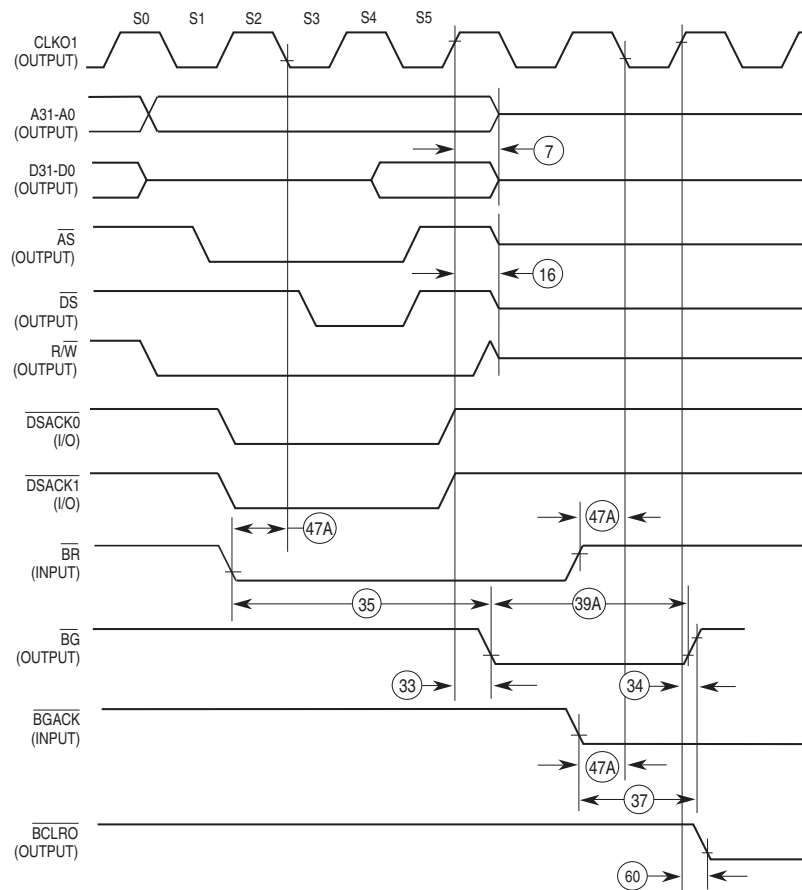 S0 S1 S2 S3 S4 S5
CLKO1
(OUTPUT)
A31-A0
(OUTPUT)
7
D31-D0
(OUTPUT)
AS
(OUTPUT)
16
DS
(OUTPUT)
R/W
(OUTPUT)
DSACK0
(I/O)
DSACK1
(I/O)
47A
47A
BR
(INPUT)
35
39A
BG
(OUTPUT)
33
34
BGACK
(INPUT)
47A
37
BCLRO
(OUTPUT)
60